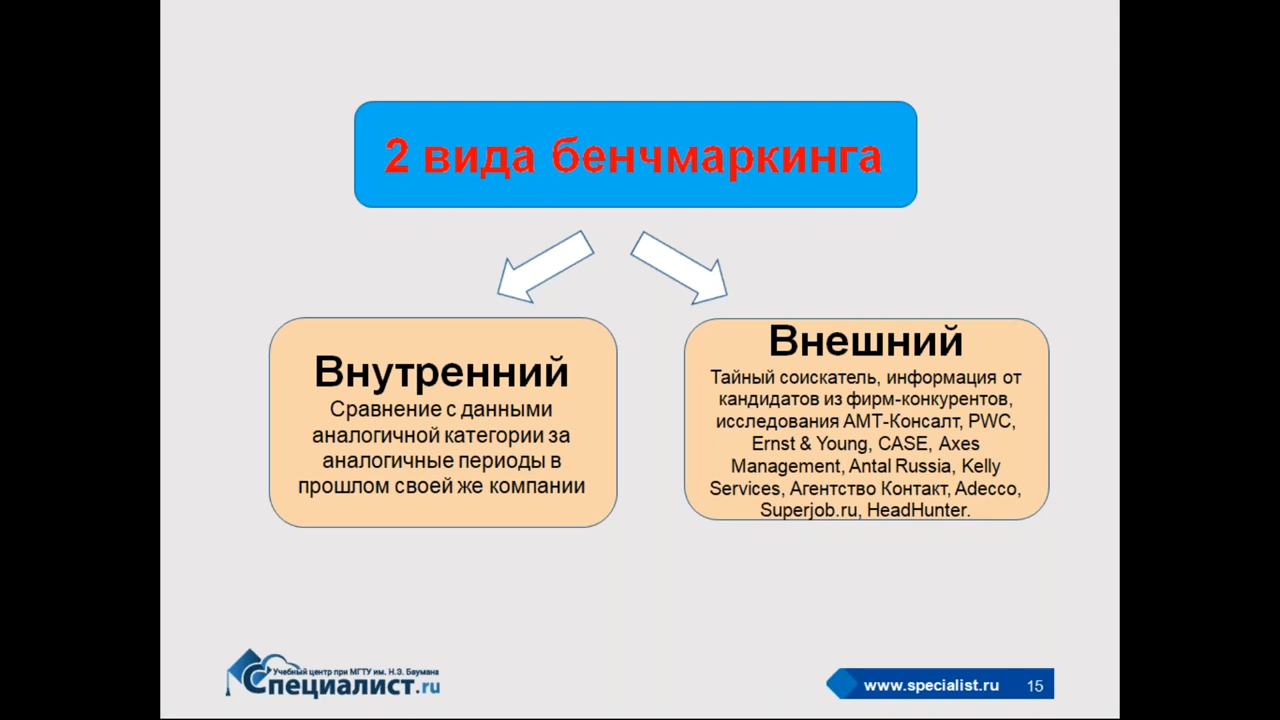 2 вида бенчмаркинга
Внутренний
Сравнение с данными
аналогичной категории за
аналогичные периоды в
прошлом своей же компании
Внешний
Тайный соискатель, информация от
кандидатов из фирм-конкурентов,
исследования АМТ-Консалт, PWC,
Ernst & Young, CASE, Axes
Management, Antal Russia, Kelly
Services, Агентство Контакт, Adecco,
Superjob.ru, HeadHunter.
Учебный центр при МГТУ им. Н.Э. Баумана
Специалист.ru
www.specialist.ru 15